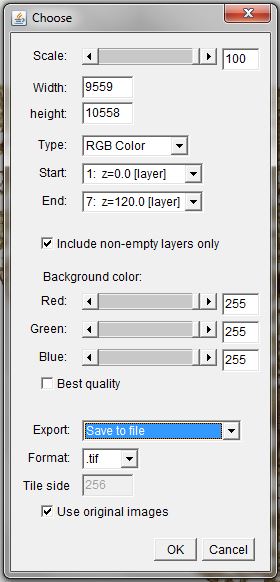 Choose
Scale: 100
Width: 9559
height: 10558
Type: RGB Color
Start: 1: z=0.0 [layer]
End: 7: z=120.0 [layer]
Include non-empty layers only
Background color:
Red: 255
Green: 255
Blue: 255
Best quality
Export: Save to file
Format: .tif
Tile side 256
Use original images
OK Cancel